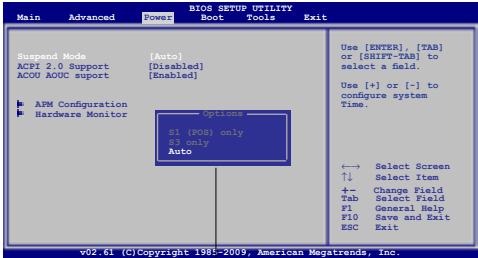 BIOS SETUP UTILITY
Main Advanced Power Boot Tools Exit
Suspend Mode [Auto]
ACPI 2.0 Support [Disabled]
ACOU AOUC suport [Enabled]
APM Configuration
Hardware Monitor
Options
S1 (POS) only
S3 only
Auto
Use [ENTER], [TAB]
or [SHIFT-TAB] to
select a field.
Use [+] or [-] to
configure system
Time.
←→ Select Screen
↑↓ Select Item
+- Change Field
Tab Select Field
F1 General Help
F10 Save and Exit
ESC Exit
v02.61 (C)Copyright 1985-2009, American Megatrends, Inc.